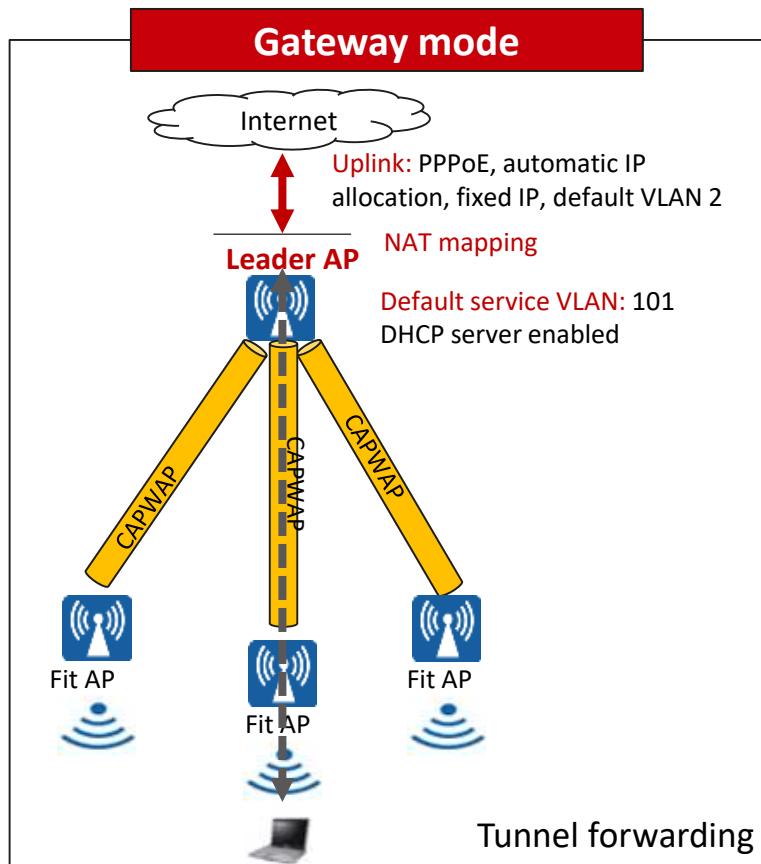 Gateway mode
Internet
Uplink: PPPoE, automatic IP
allocation, fixed IP, default VLAN 2
NAT mapping
Leader AP
Default service VLAN: 101
DHCP server enabled
CAPWAP
CAPWAP
CAPWAP
Fit AP
Fit AP
Fit AP
Tunnel forwarding